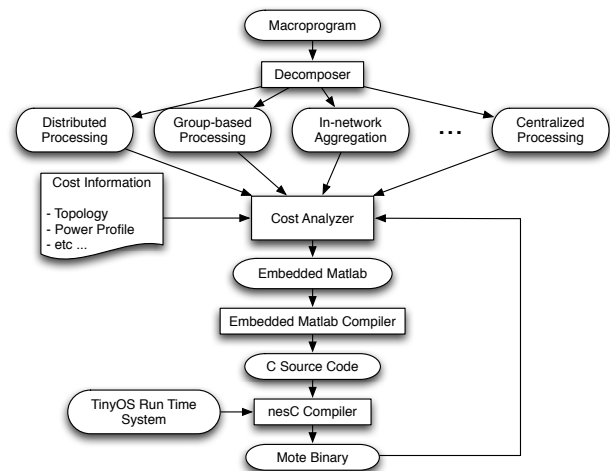 Macroprogram
Decomposer
Distributed
Processing
Group-based
Processing
In-network
Aggregation
...
Centralized
Processing
Cost Information
- Topology
- Power Profile
- etc ...
Cost Analyzer
Embedded Matlab
Embedded Matlab Compiler
C Source Code
TinyOS Run Time
System
nesC Compiler
Mote Binary